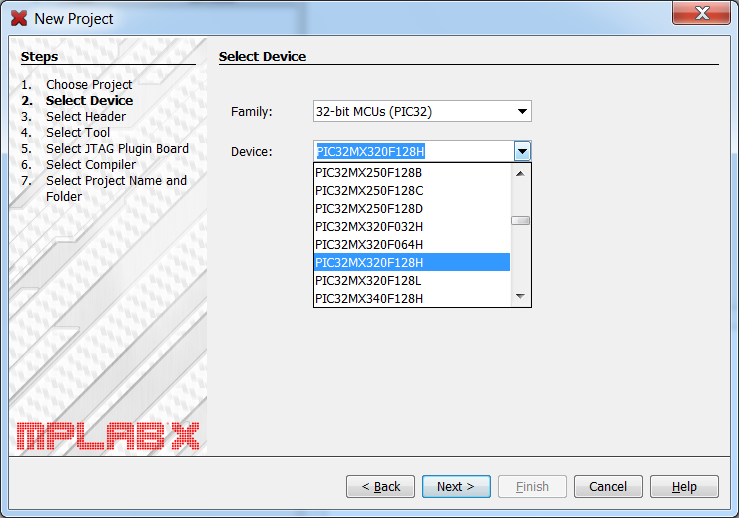 New Project
Steps
1. Choose Project
2. Select Device
3. Select Header
4. Select Tool
5. Select JTAG Plugin Board
6. Select Compiler
7. Select Project Name and
Folder
MPLAB X
Select Device
Family: 32-bit MCUs (PIC32)
Device: PIC32MX320F128H
PIC32MX250F128B
PIC32MX250F128C
PIC32MX250F128D
PIC32MX320F032H
PIC32MX320F064H
PIC32MX320F128H
PIC32MX320F128L
PIC32MX340F128H
< Back Next > Finish Cancel Help